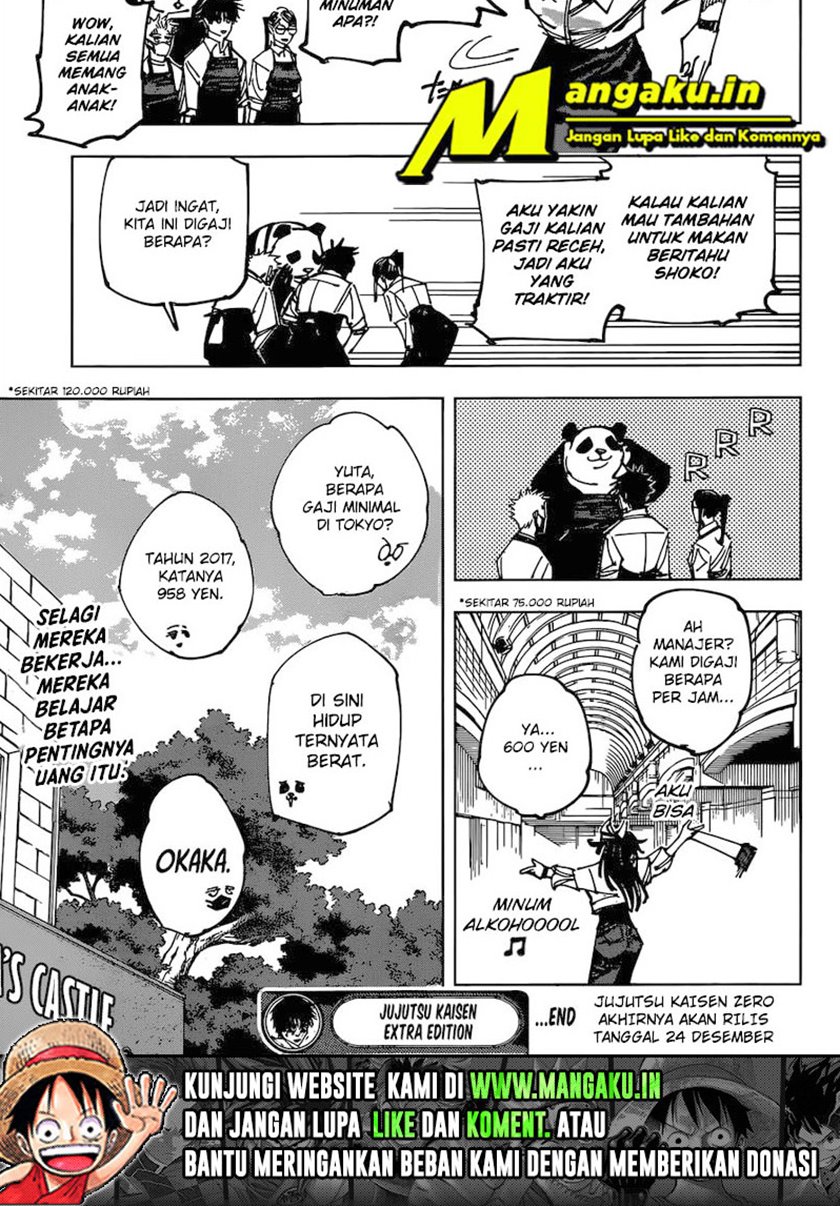 MINUMAN
APA?!
WOW,
KALIAN
SEMUA
MEMANG
ANAK-
ANAK!
Mangaku.in
Jangan Lupa Like dan Komennya
KALAU KALIAN
MAU TAMBAHAN
UNTUK MAKAN
BERITAHU
SHOKO!
AKU YAKIN
GAJI KALIAN
PASTI RECEH,
JADI AKU
YANG
TRAKTIR!
JADI INGAT,
KITA INI DIGAJI
BERAPA?
R
R
R
*SEKITAR 75.000 RUPIAH
AH
MANAJER?
KAMI DIGAJI
BERAPA
PER JAM...
YA...
600 YEN
...
AKU
BISA
MINUM
ALKOHOOOOL
*SEKITAR 120.000 RUPIAH
YUTA,
BERAPA
GAJI MINIMAL
DI TOKYO?
TAHUN 2017,
KATANYA
958 YEN.
DI SINI
HIDUP
TERNYATA
BERAT.
OKAKA.
SELAGI
MEREKA
BEKERJA...
MEREKA
BELAJAR
BETAPA
PENTINGNYA
UANG ITU.
'S CASTLE
JUJUTSU KAISEN
EXTRA EDITION
...END
JUJUTSU KAISEN ZERO
AKHIRNYA AKAN RILIS
TANGGAL 24 DESEMBER
KUNJUNGI WEBSITE KAMI DI WWW.MANGAKU.IN
DAN JANGAN LUPA LIKE DAN KOMENT. ATAU
BANTU MERINGANKAN BEBAN KAMI DENGAN MEMBERIKAN DONASI